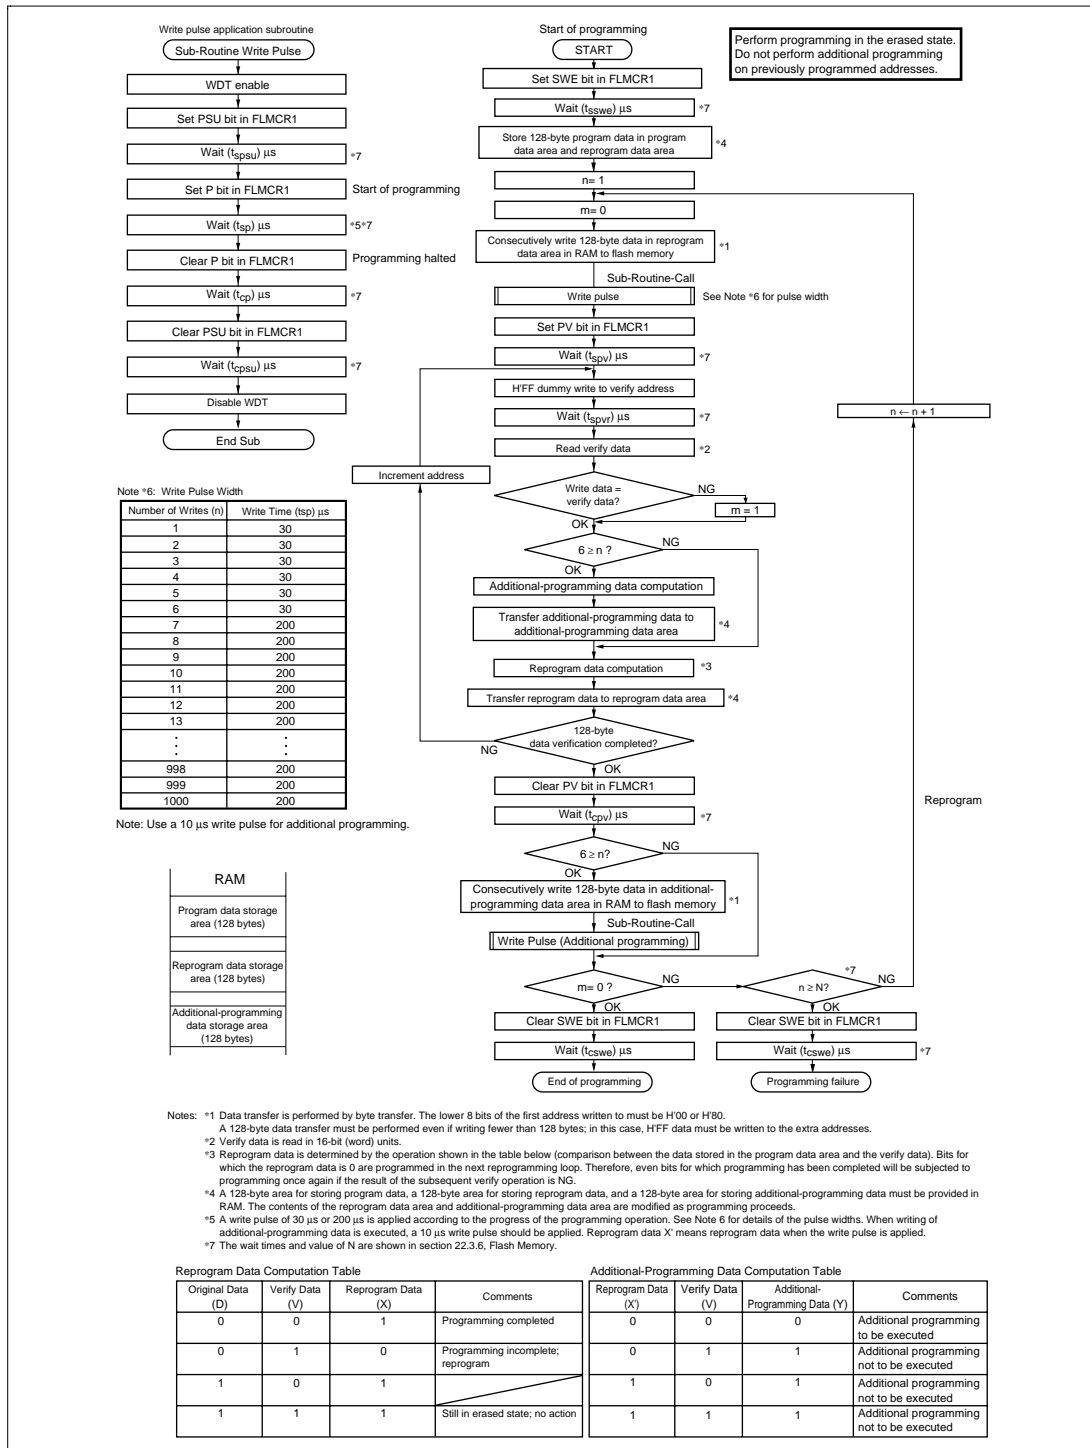 Write pulse application subroutine
Sub-Routine Write Pulse
WDT enable
Set PSU bit in FLMCR1
Wait (tspsu) μs
*7
Set P bit in FLMCR1
Start of programming
Wait (tsp) μs
*5*7
Clear P bit in FLMCR1
Programming halted
Wait (tcp) μs
*7
Clear PSU bit in FLMCR1
Wait (tcpsu) μs
*7
Disable WDT
End Sub
Note *6: Write Pulse Width
Number of Writes (n) Write Time (tsp) μs
1 30
2 30
3 30
4 30
5 30
6 30
7 200
8 200
9 200
10 200
11 200
12 200
13 200
998 200
999 200
1000 200
Note: Use a 10 μs write pulse for additional programming.
RAM
Program data storage
area (128 bytes)
Reprogram data storage
area (128 bytes)
Additional-programming
data storage area
(128 bytes)
Start of programming
START
Perform programming in the erased state.
Do not perform additional programming
on previously programmed addresses.
Set SWE bit in FLMCR1
Wait (tsswe) μs
*7
Store 128-byte program data in program
data area and reprogram data area
*4
n= 1
m= 0
Consecutively write 128-byte data in reprogram
data area in RAM to flash memory
*1
Sub-Routine-Call
Write pulse
See Note *6 for pulse width
Set PV bit in FLMCR1
Wait (tspv) μs
*7
H'FF dummy write to verify address
Wait (tspvr) μs
*7
Read verify data
*2
Increment address
n ← n + 1
Write data =
verify data?
NG
m = 1
OK
6 ≥ n ?
NG
OK
Additional-programming data computation
Transfer additional-programming data to
additional-programming data area
*4
Reprogram data computation
*3
Transfer reprogram data to reprogram data area
*4
128-byte
data verification completed?
NG
OK
Clear PV bit in FLMCR1
Reprogram
Wait (tcpv) μs
*7
6 ≥ n?
NG
OK
Consecutively write 128-byte data in additional-
programming data area in RAM to flash memory
*1
Sub-Routine-Call
Write Pulse (Additional programming)
m= 0 ?
NG
*7
n ≥ N?
NG
OK
OK
Clear SWE bit in FLMCR1
Clear SWE bit in FLMCR1
Wait (tcswe) μs
Wait (tcswe) μs
*7
End of programming
Programming failure
Notes: *1 Data transfer is performed by byte transfer. The lower 8 bits of the first address written to must be H'00 or H'80.
A 128-byte data transfer must be performed even if writing fewer than 128 bytes; in this case, H'FF data must be written to the extra addresses.
*2 Verify data is read in 16-bit (word) units.
*3 Reprogram data is determined by the operation shown in the table below (comparison between the data stored in the program data area and the verify data). Bits for
which the reprogram data is 0 are programmed in the next reprogramming loop. Therefore, even bits for which programming has been completed will be subjected to
programming once again if the result of the subsequent verify operation is NG.
*4 A 128-byte area for storing program data, a 128-byte area for storing reprogram data, and a 128-byte area for storing additional-programming data must be provided in
RAM. The contents of the reprogram data area and additional-programming data area are modified as programming proceeds.
*5 A write pulse of 30 μs or 200 μs is applied according to the progress of the programming operation. See Note 6 for details of the pulse widths. When writing of
additional-programming data is executed, a 10 μs write pulse should be applied. Reprogram data X' means reprogram data when the write pulse is applied.
*7 The wait times and value of N are shown in section 22.3.6, Flash Memory.
Reprogram Data Computation Table
Original Data (D) Verify Data (V) Reprogram Data (X) Comments
0 0 1 Programming completed
0 1 0 Programming incomplete;
reprogram
1 0 1
1 1 1 Still in erased state; no action
Additional-Programming Data Computation Table
Reprogram Data (X') Verify Data (V) Additional-Programming Data (Y) Comments
0 0 0 Additional programming
to be executed
0 1 1 Additional programming
not to be executed
1 0 1 Additional programming
not to be executed
1 1 1 Additional programming
not to be executed